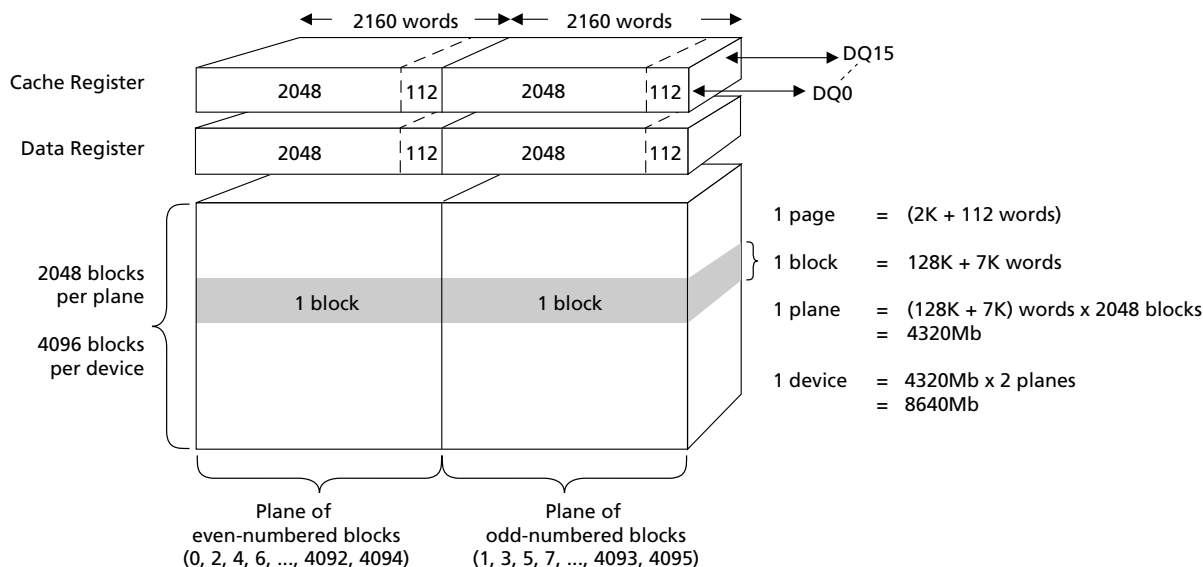 2160 words 2160 words
Cache Register
2048 112 2048 112
DQ15
DQ0
Data Register
2048 112 2048 112
2048 blocks
per plane
4096 blocks
per device
1 block 1 block
1 page = (2K + 112 words)
1 block = 128K + 7K words
1 plane = (128K + 7K) words x 2048 blocks
= 4320Mb
1 device = 4320Mb x 2 planes
= 8640Mb
Plane of
even-numbered blocks
(0, 2, 4, 6, ..., 4092, 4094)
Plane of
odd-numbered blocks
(1, 3, 5, 7, ..., 4093, 4095)